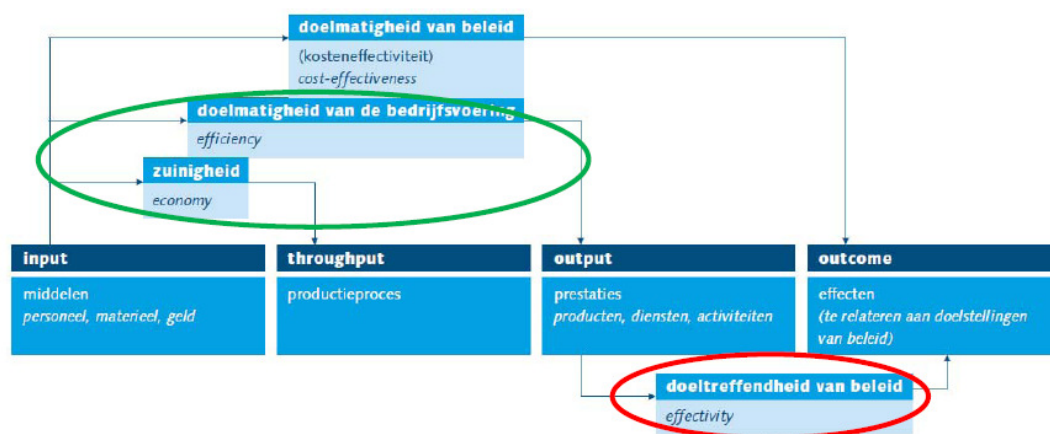 doelmatigheid van beleid
(kosteneffectiviteit)
cost-effectiveness
doelmatigheid van de bedrijfsvoering
efficiency
zuinigheid
economy
input
middelen
personeel, materieel, geld
throughput
productieproces
output
prestaties
producten, diensten, activiteiten
outcome
effecten
(te relateren aan doelstellingen
van beleid)
doeltreffendheid van beleid
effectivity